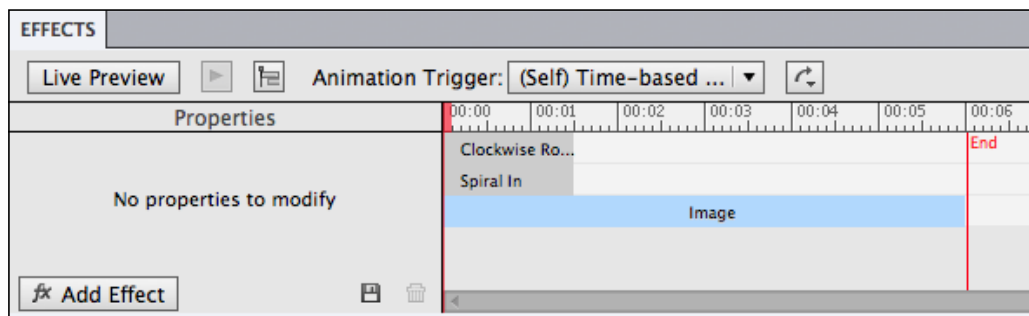 EFFECTS
Live Preview Animation Trigger: (Self) Time-based ...
Properties 00:00 00:01 00:02 00:03 00:04 00:05 00:06
Clockwise Ro... End
Spiral In
No properties to modify
Image
fx Add Effect